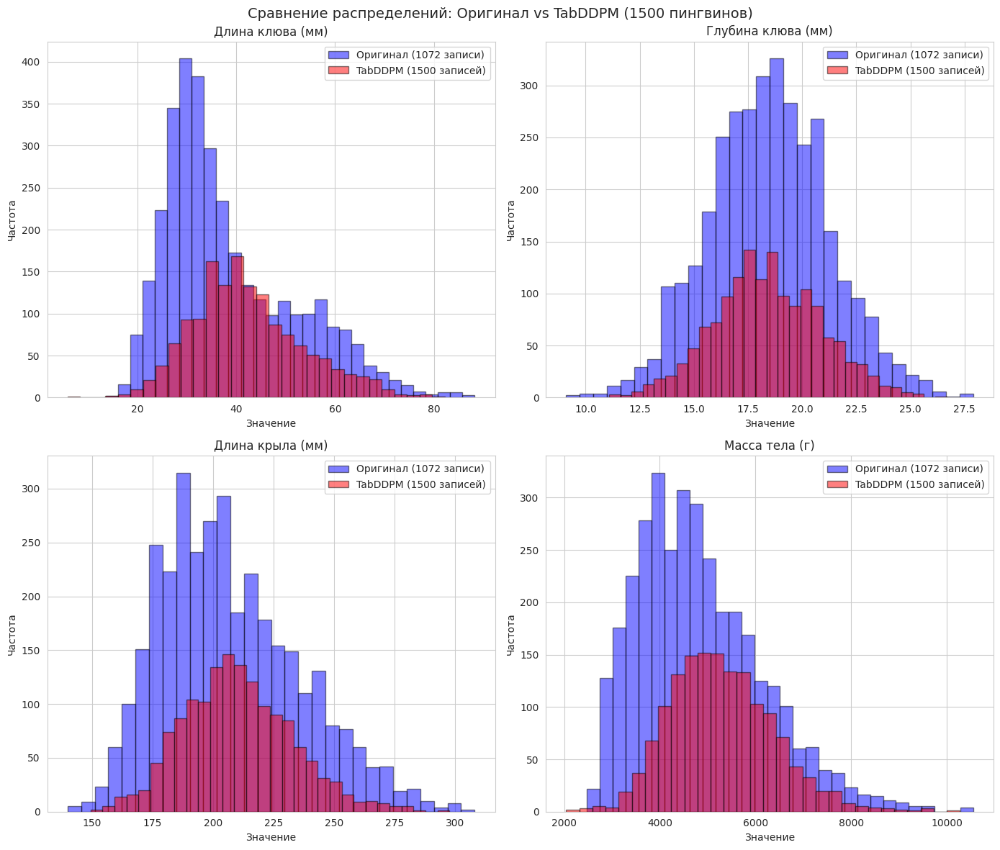 Сравнение распределений: Оригинал vs TabDDPM (1500 пингвинов)
Длина клюва (мм)
Оригинал (1072 записи)
TabDDPM (1500 записей)
Частота
400
350
300
250
200
150
100
50
0
20 40 60 80
Значение
Глубина клюва (мм)
Оригинал (1072 записи)
TabDDPM (1500 записей)
Частота
300
250
200
150
100
50
0
10.0 12.5 15.0 17.5 20.0 22.5 25.0 27.5
Значение
Длина крыла (мм)
Оригинал (1072 записи)
TabDDPM (1500 записей)
Частота
300
250
200
150
100
50
0
150 175 200 225 250 275 300
Значение
Масса тела (г)
Оригинал (1072 записи)
TabDDPM (1500 записей)
Частота
300
250
200
150
100
50
0
2000 4000 6000 8000 10000
Значение